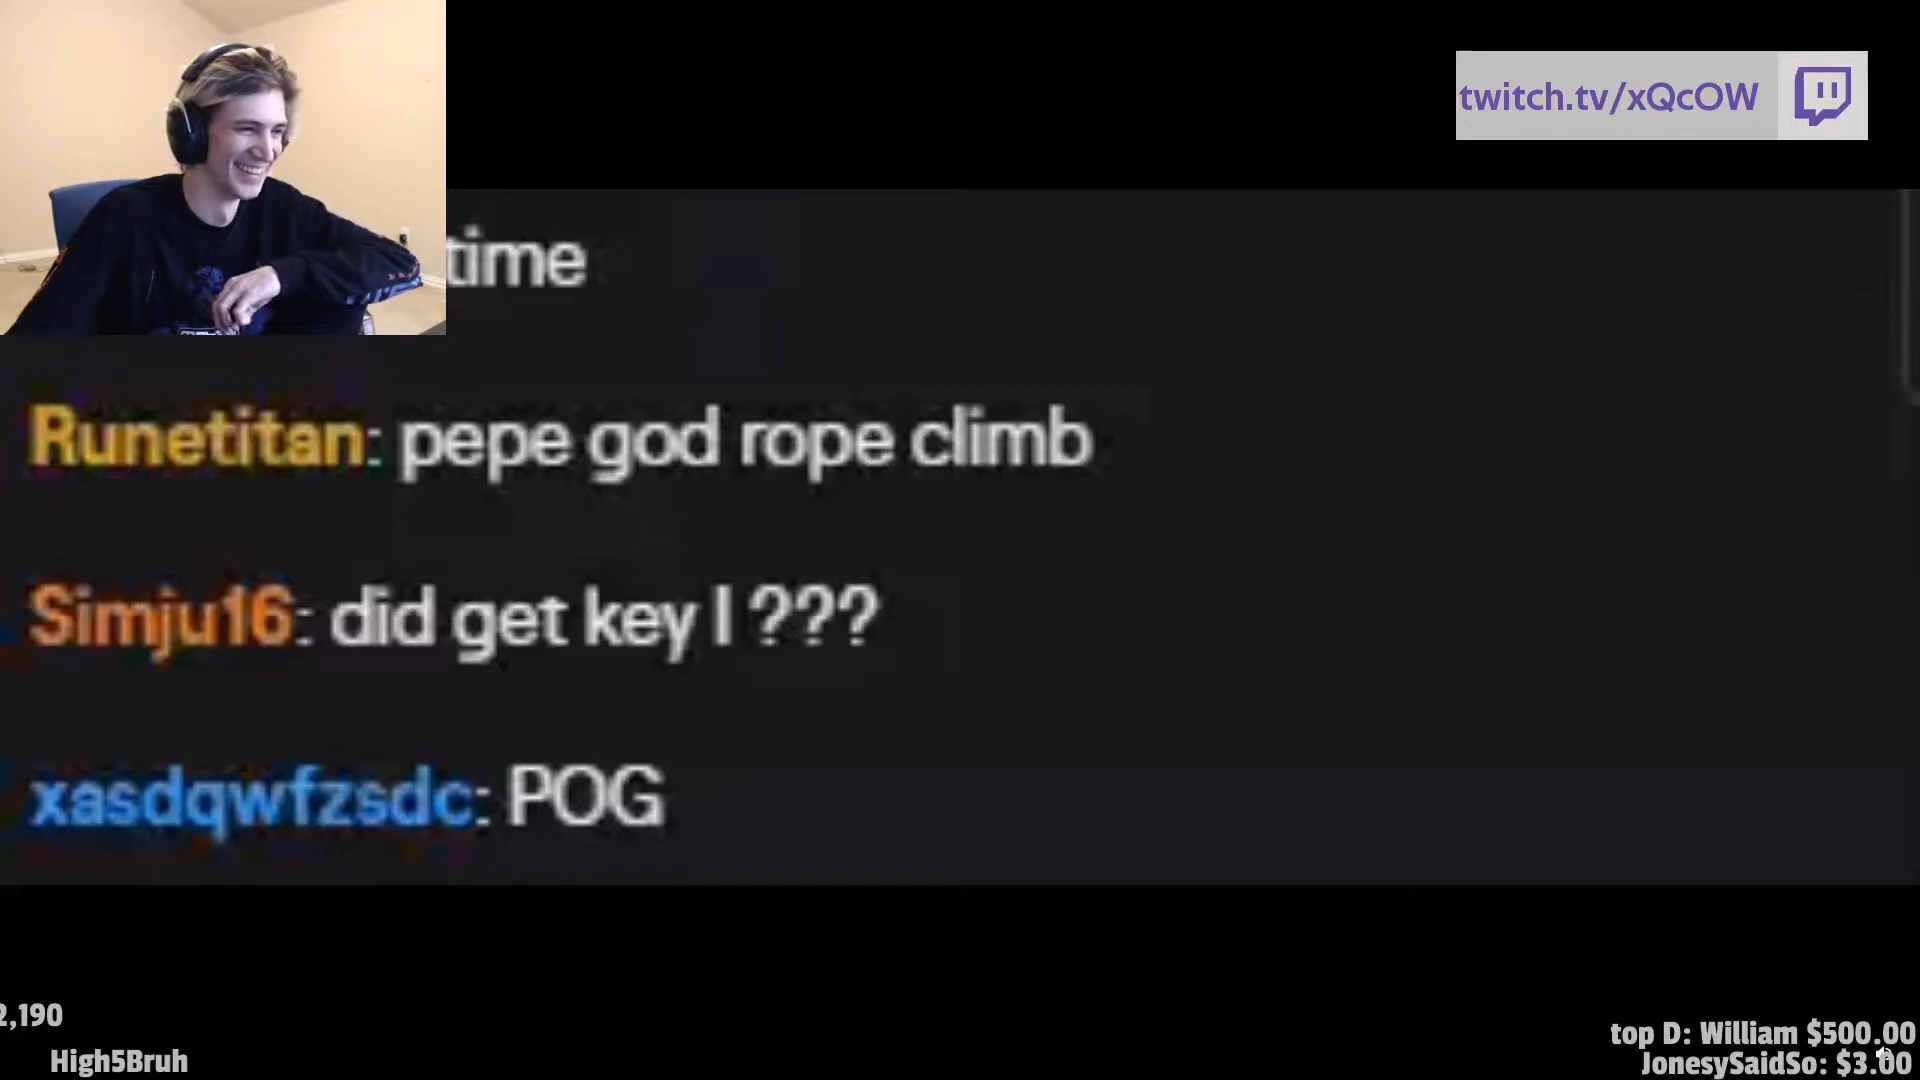 twitch.tv/xQcOW
time
Runetitan: pepe god rope climb
Simju16: did get key I ???
xasdqwfzsdc: POG
2,190
High5Bruh
top D: William $500.00
JonesySaidSo: $3.00